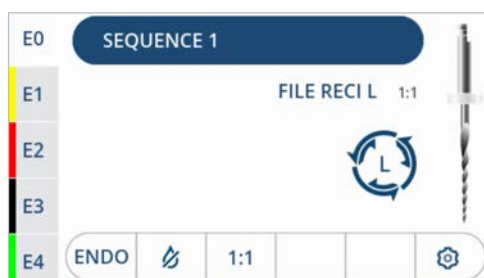 E0
SEQUENCE 1
E1
FILE RECI L 1:1
E2
L
E3
E4
ENDO 1:1